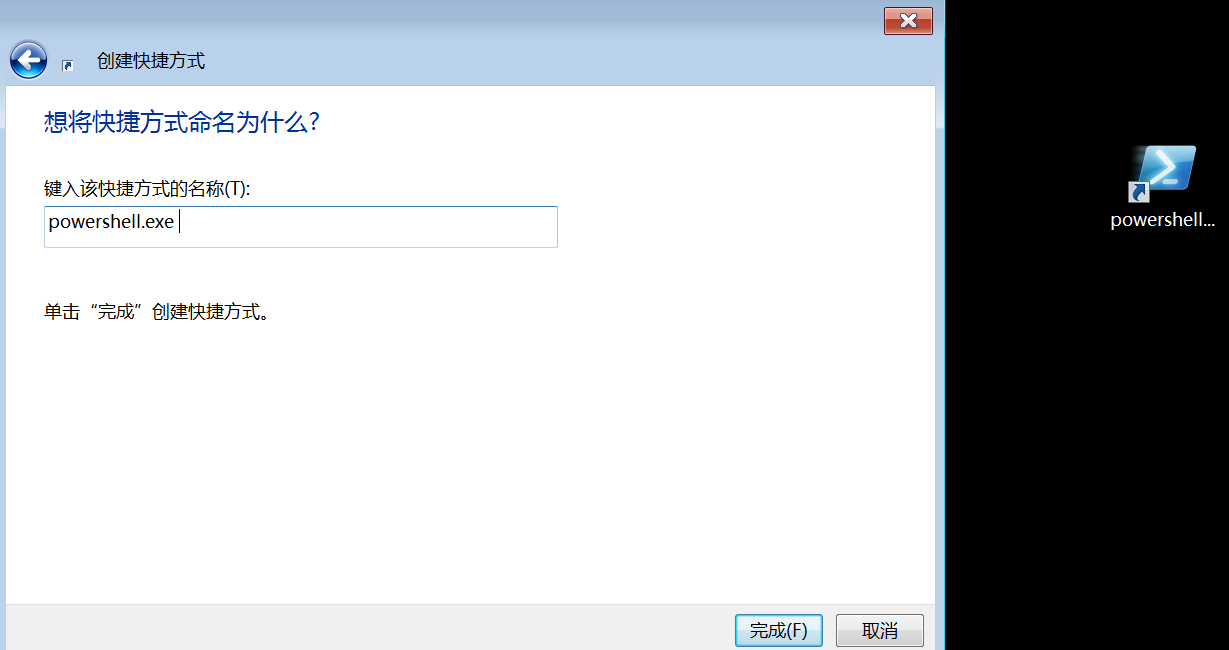 创建快捷方式
想将快捷方式命名为什么?
键入该快捷方式的名称(T):
powershell.exe
单击“完成”创建快捷方式。
完成(F)
取消
powershell...